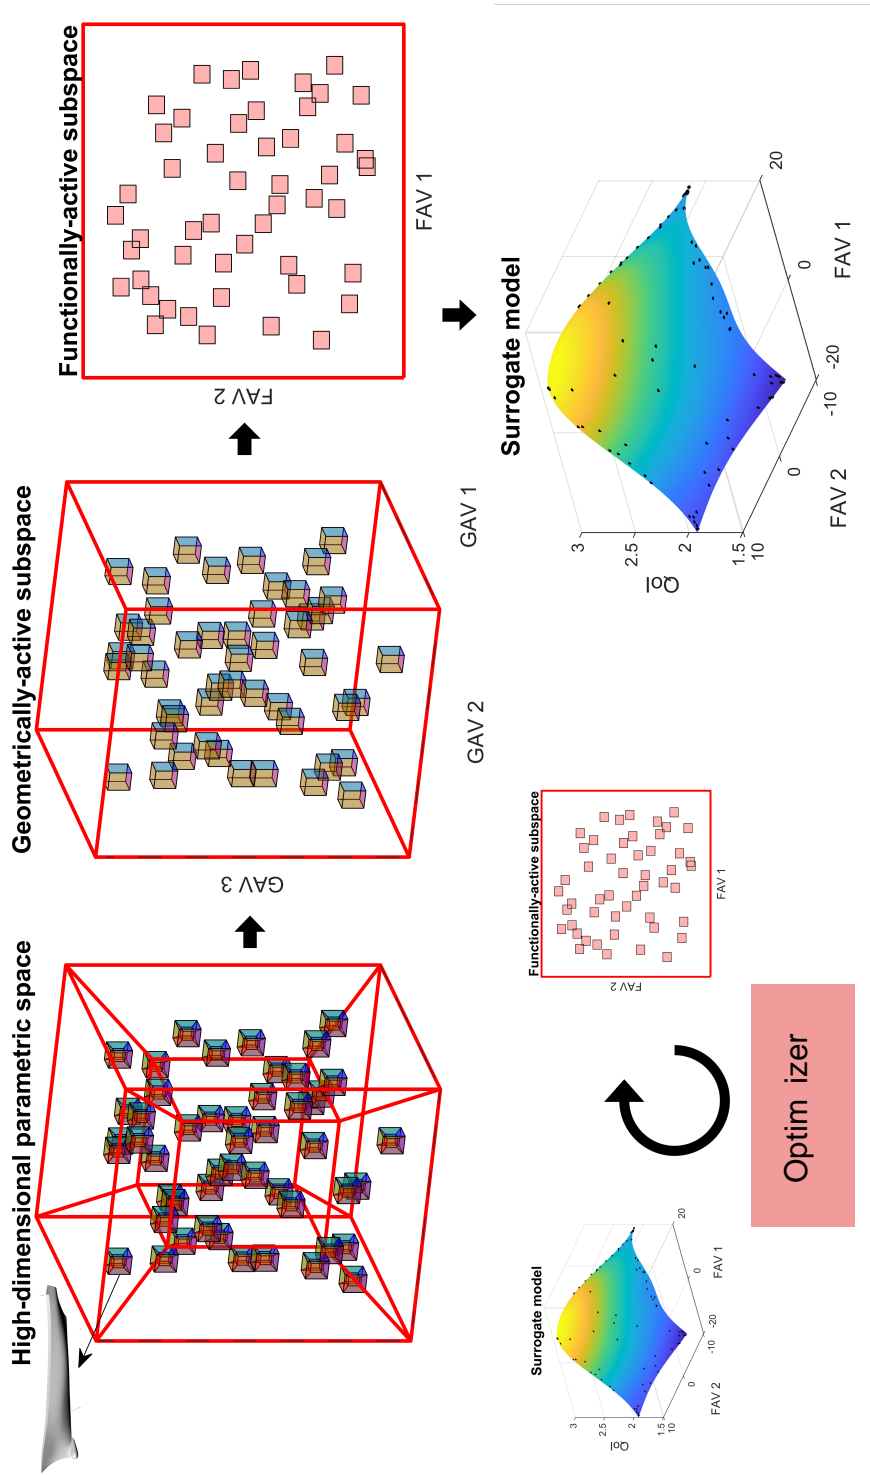 High-dimensional parametric space
Geometrically-active subspace
GAV 3
GAV 2
GAV 1
Functionally-active subspace
FAV 2
FAV 1
Surrogate model
3
2.5
2
1.5
QoI
10
0
-10
FAV 2
-20
0
20
FAV 1
Surrogate model
3
2.5
2
1.5
QoI
10
0
-10
FAV 2
-20
0
20
FAV 1
Functionally-active subspace
FAV 2
FAV 1
Optim izer